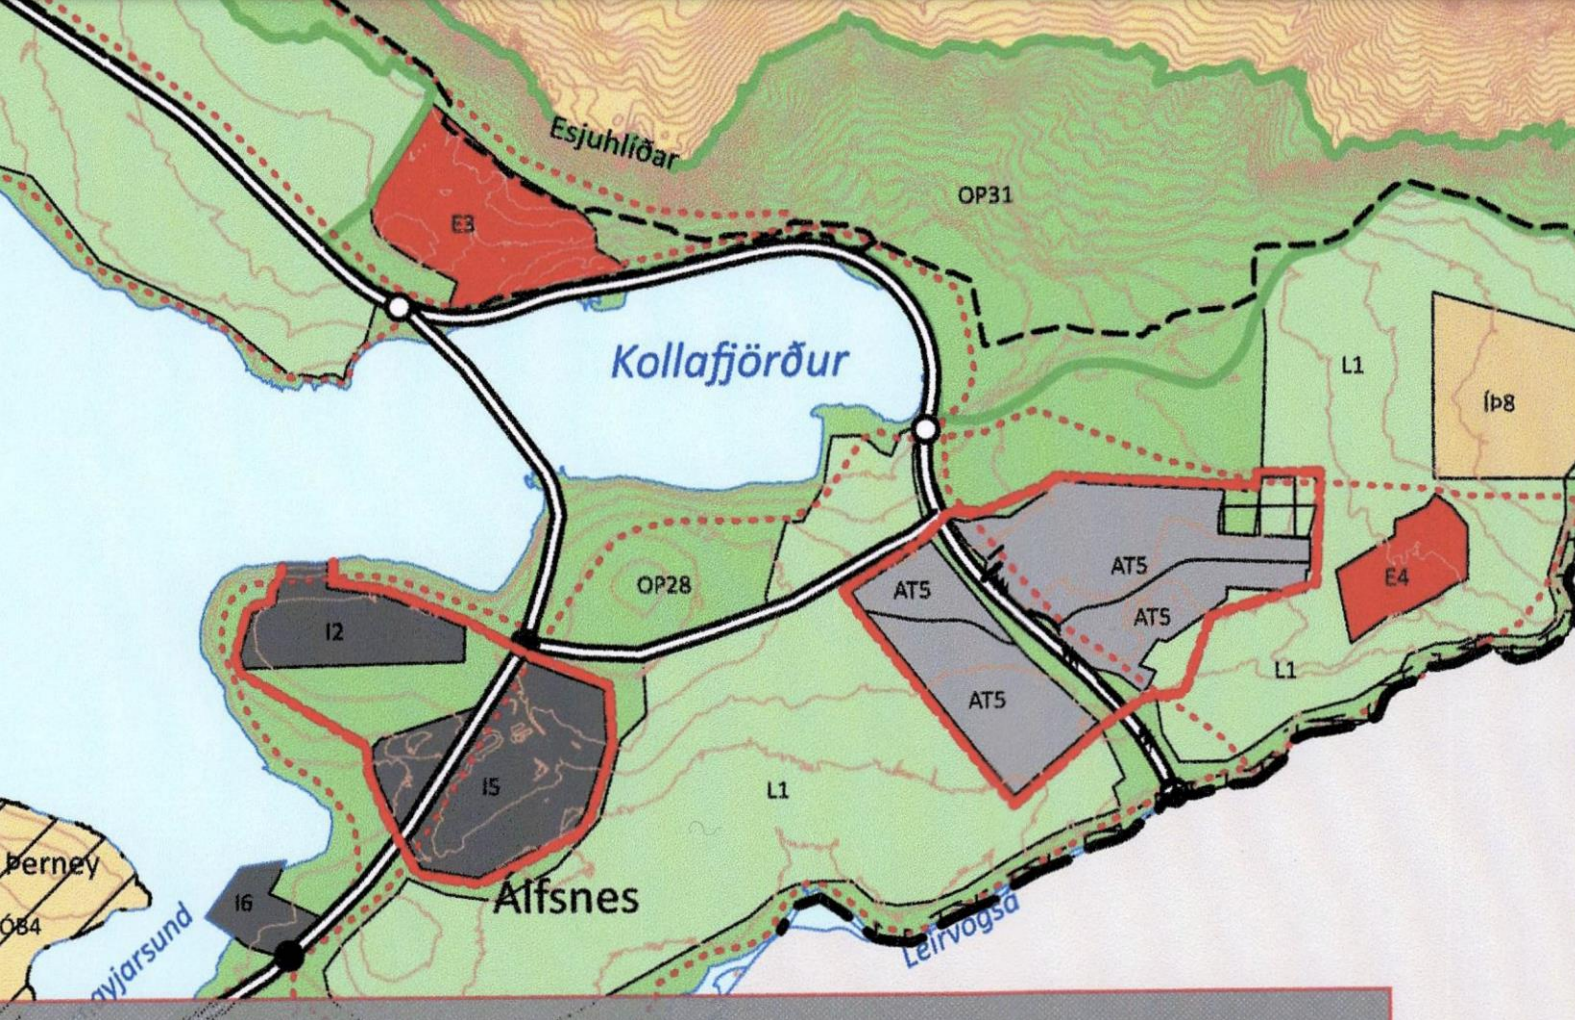 Esjuhlíðar
OP31
E3
Kollafjörður
L1
ÍÞ8
AT5
AT5
E4
OP28
AT5
I2
L1
AT5
I5
L1
Þerney
Álfsnes
I6
ÓB4
Leirvogsá